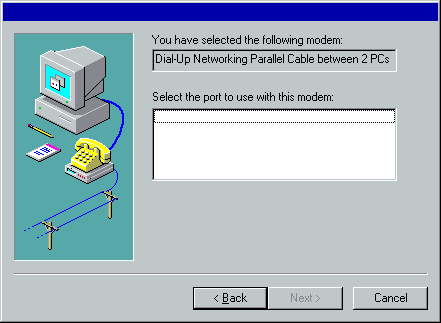 You have selected the following modem:
Dial-Up Networking Parallel Cable between 2 PCs
Select the port to use with this modem:
< Back
Next >
Cancel